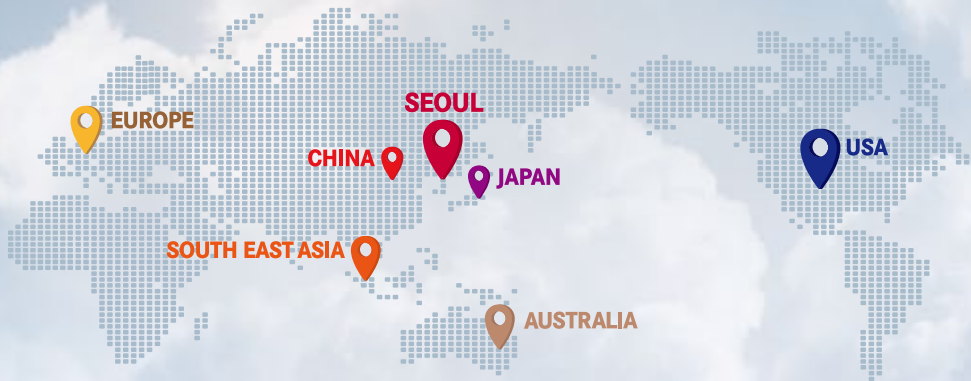 SEOUL
EUROPE
USA
CHINA
JAPAN
SOUTH EAST ASIA
AUSTRALIA